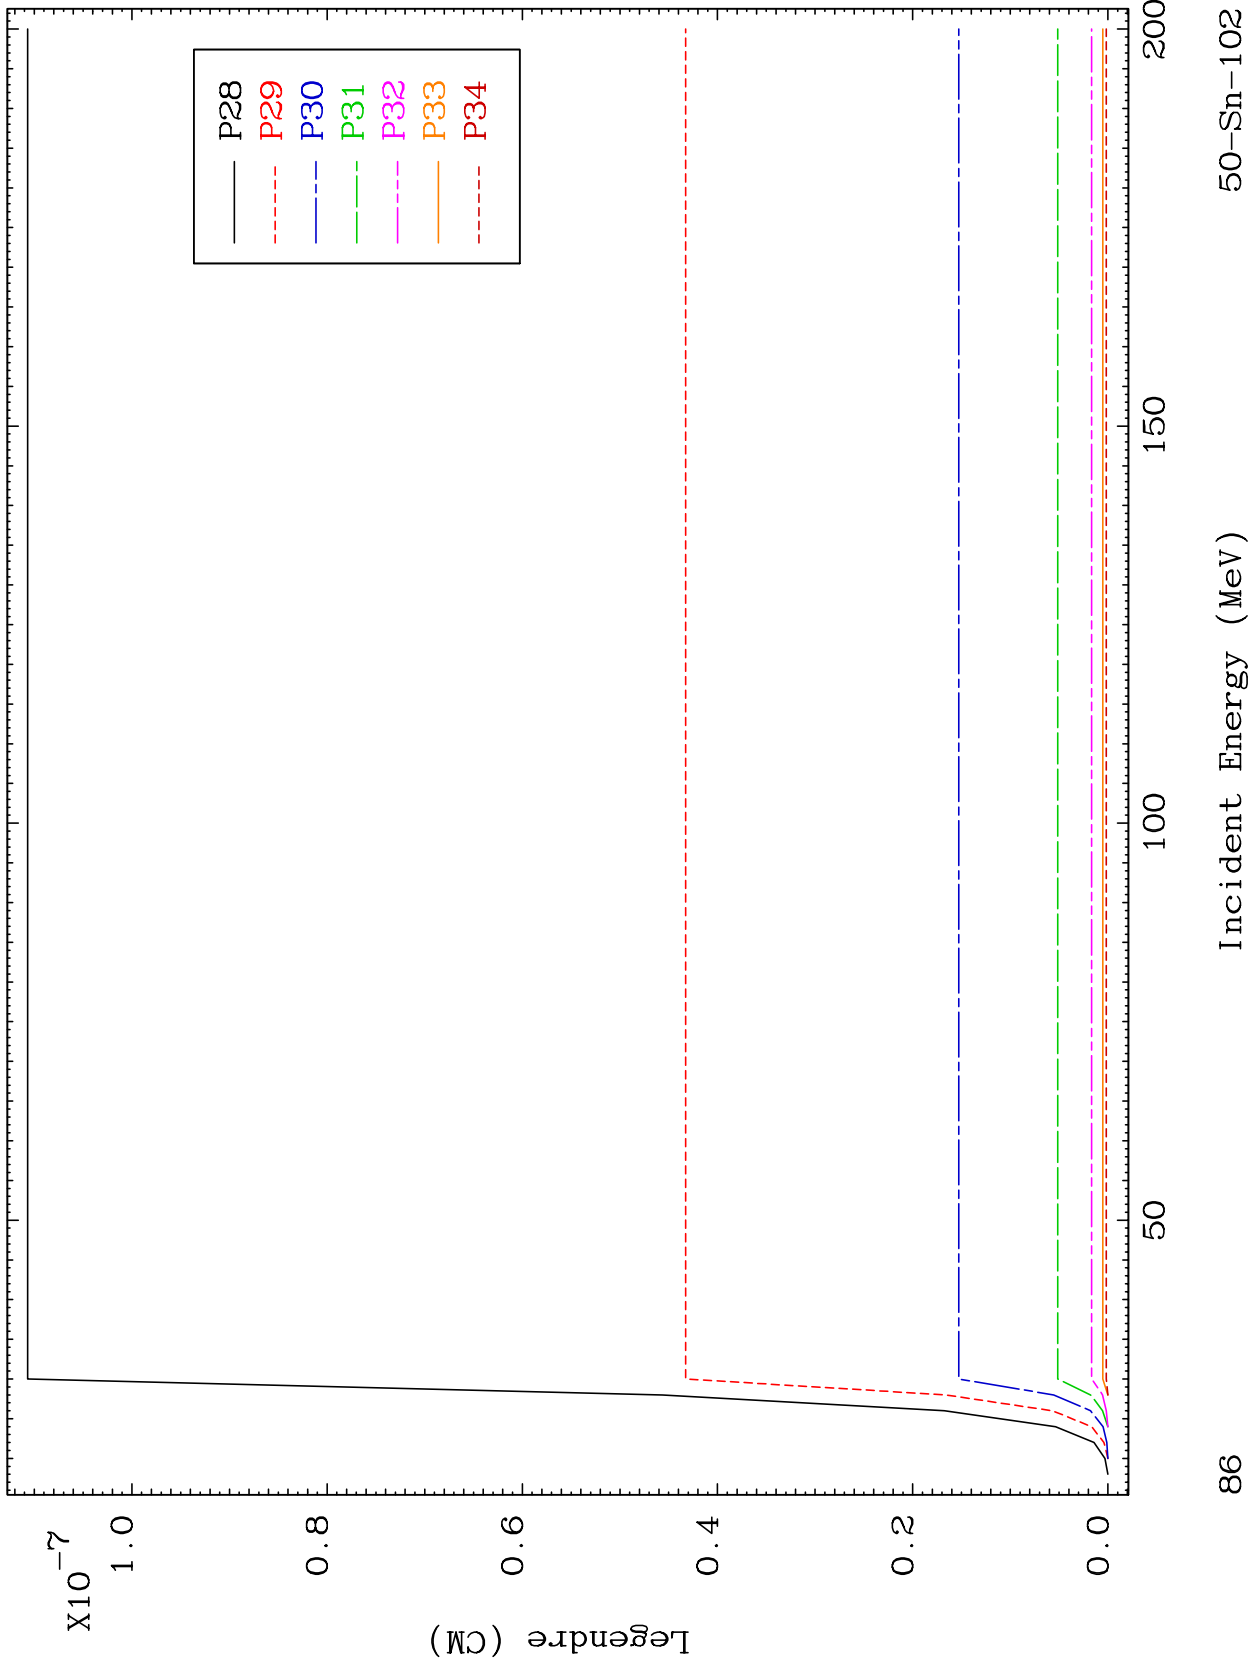 X10-7
1.0
0.8
0.6
0.4
0.2
0.0
Legendre (CM)
P28
P29
P30
P31
P32
P33
P34
50
100
150
200
Incident Energy (MeV)
86
50-Sn-102